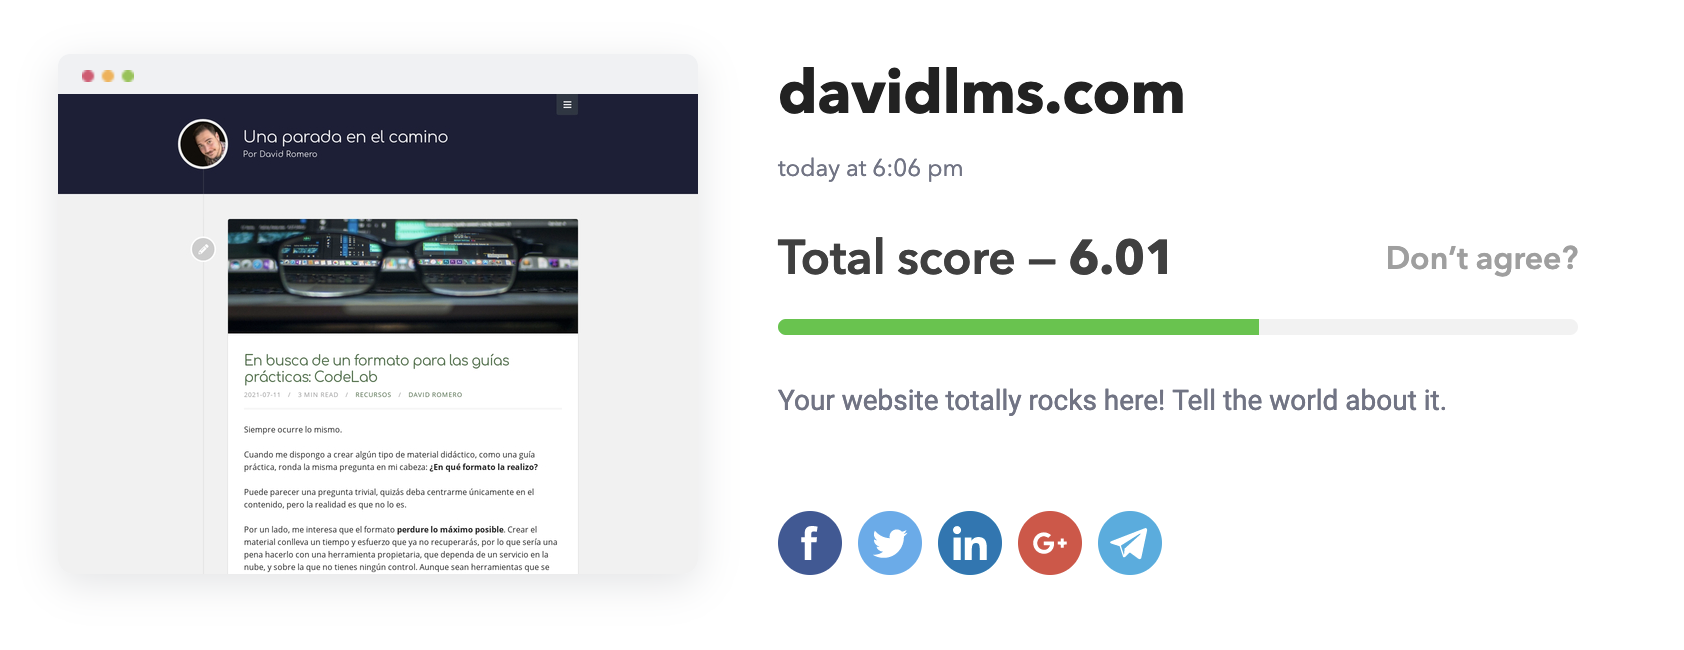 Una parada en el camino
Por David Romero
En busca de un formato para las guías
prácticas: CodeLab
2021-07-11 / 3 MIN READ / RECURSOS / DAVID ROMERO
Siempre ocurre lo mismo.
Cuando me dispongo a crear algún tipo de material didáctico, como una guía
práctica, ronda la misma pregunta en mi cabeza: ¿En qué formato la realizo?
Puede parecer una pregunta trivial, quizás deba centrarme únicamente en el
contenido, pero la realidad es que no lo es.
Por un lado, me interesa que el formato perdure lo máximo posible. Crear el
material conlleva un tiempo y esfuerzo que ya no recuperarás, por lo que sería una
pena hacerlo con una herramienta propietaria, que dependa de un servicio en la
nube, y sobre la que no tienes ningún control. Aunque sean herramientas que se
davidlms.com
today at 6:06 pm
Total score – 6.01
Don't agree?
Your website totally rocks here! Tell the world about it.
f
in
G+